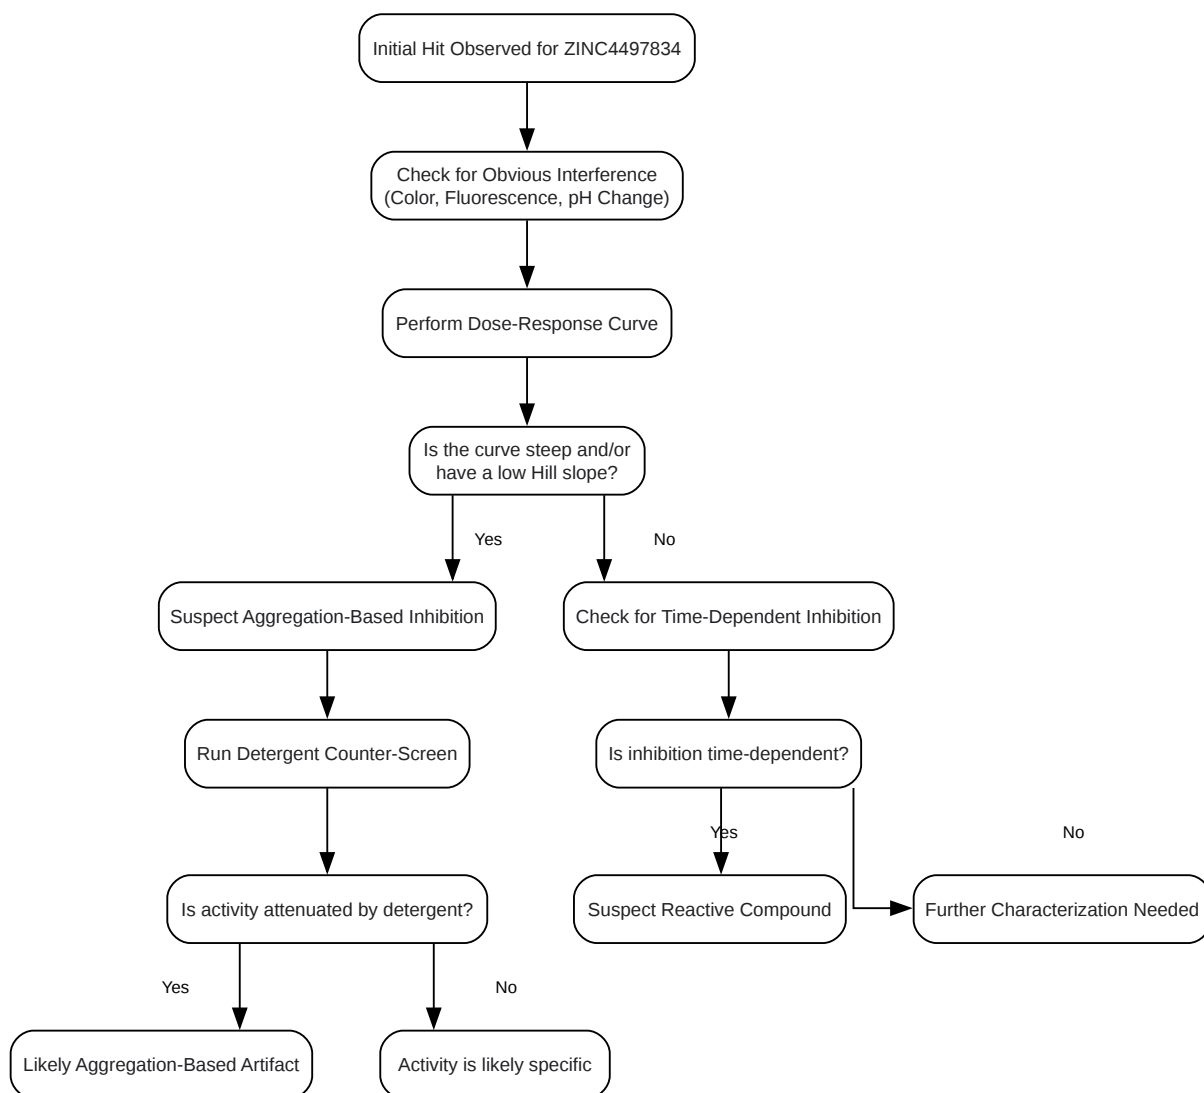 Initial Hit Observed for ZINC4497834
Check for Obvious Interference
(Color, Fluorescence, pH Change)
Perform Dose-Response Curve
Is the curve steep and/or
have a low Hill slope?
Yes
No
Suspect Aggregation-Based Inhibition
Check for Time-Dependent Inhibition
Run Detergent Counter-Screen
Is inhibition time-dependent?
Yes
No
Is activity attenuated by detergent?
Suspect Reactive Compound
Further Characterization Needed
Yes
No
Likely Aggregation-Based Artifact
Activity is likely specific